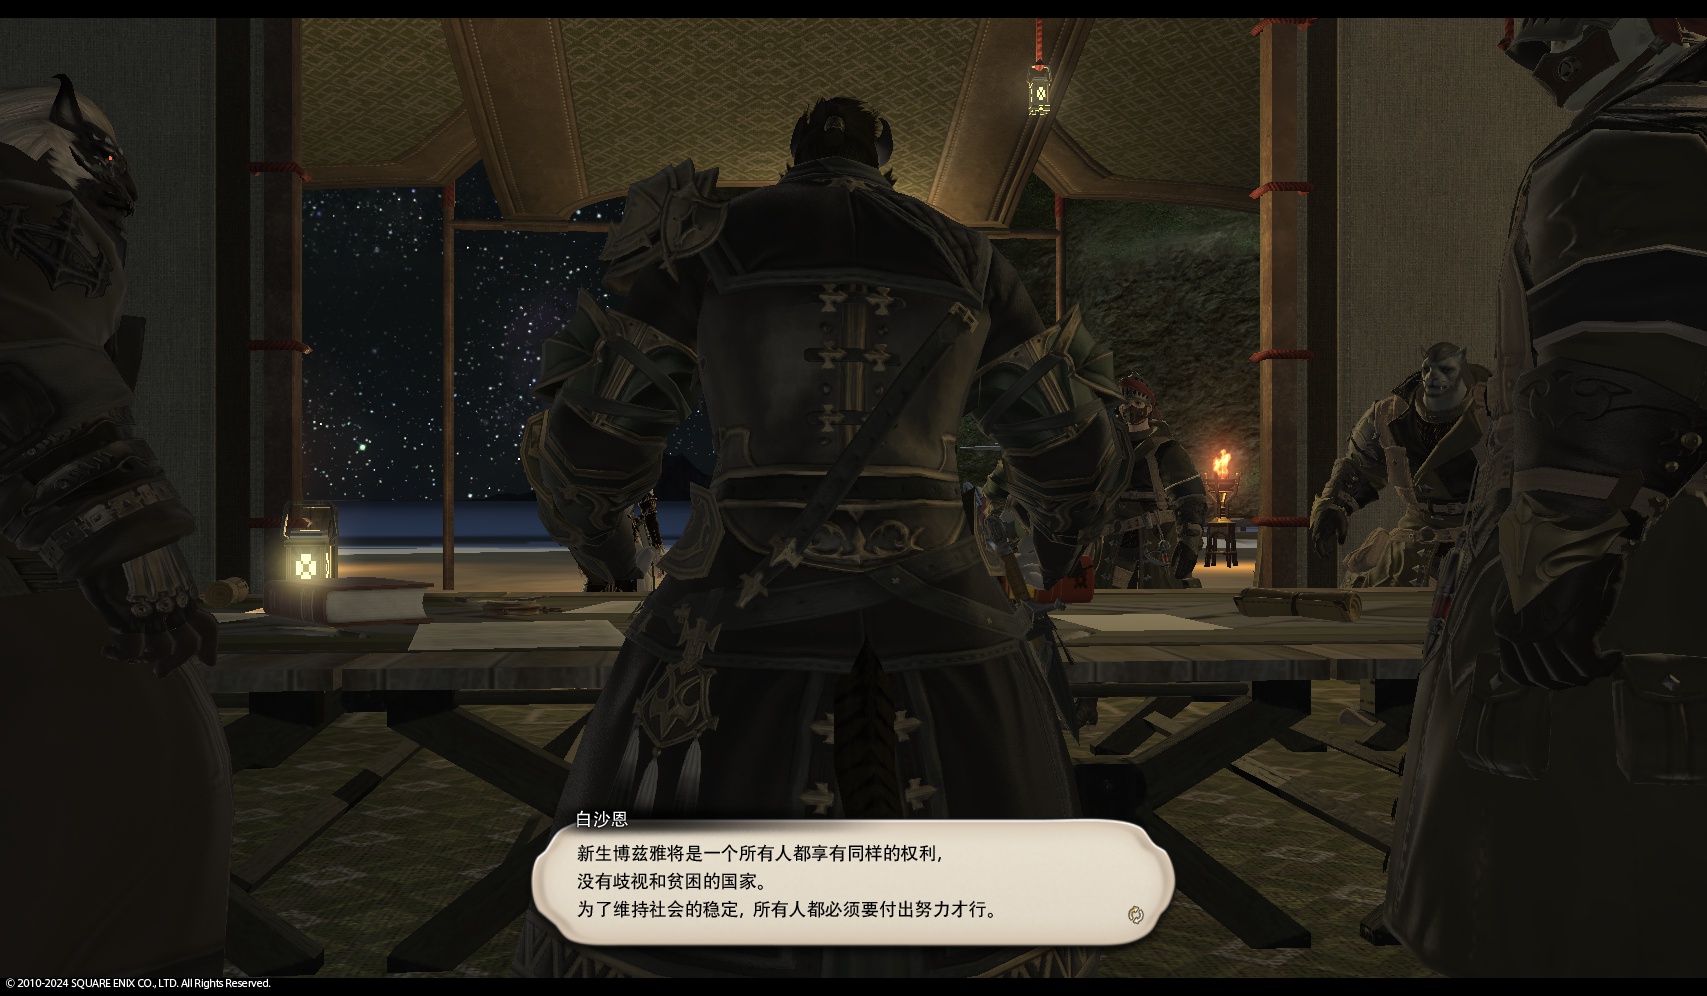 白沙恩
新生博兹雅将是一个所有人都享有同样的权利，
没有歧视和贫困的国家。
为了维持社会的稳定，所有人都必须要付出努力才行。
© 2010-2024 SQUARE ENIX CO., LTD. All Rights Reserved.